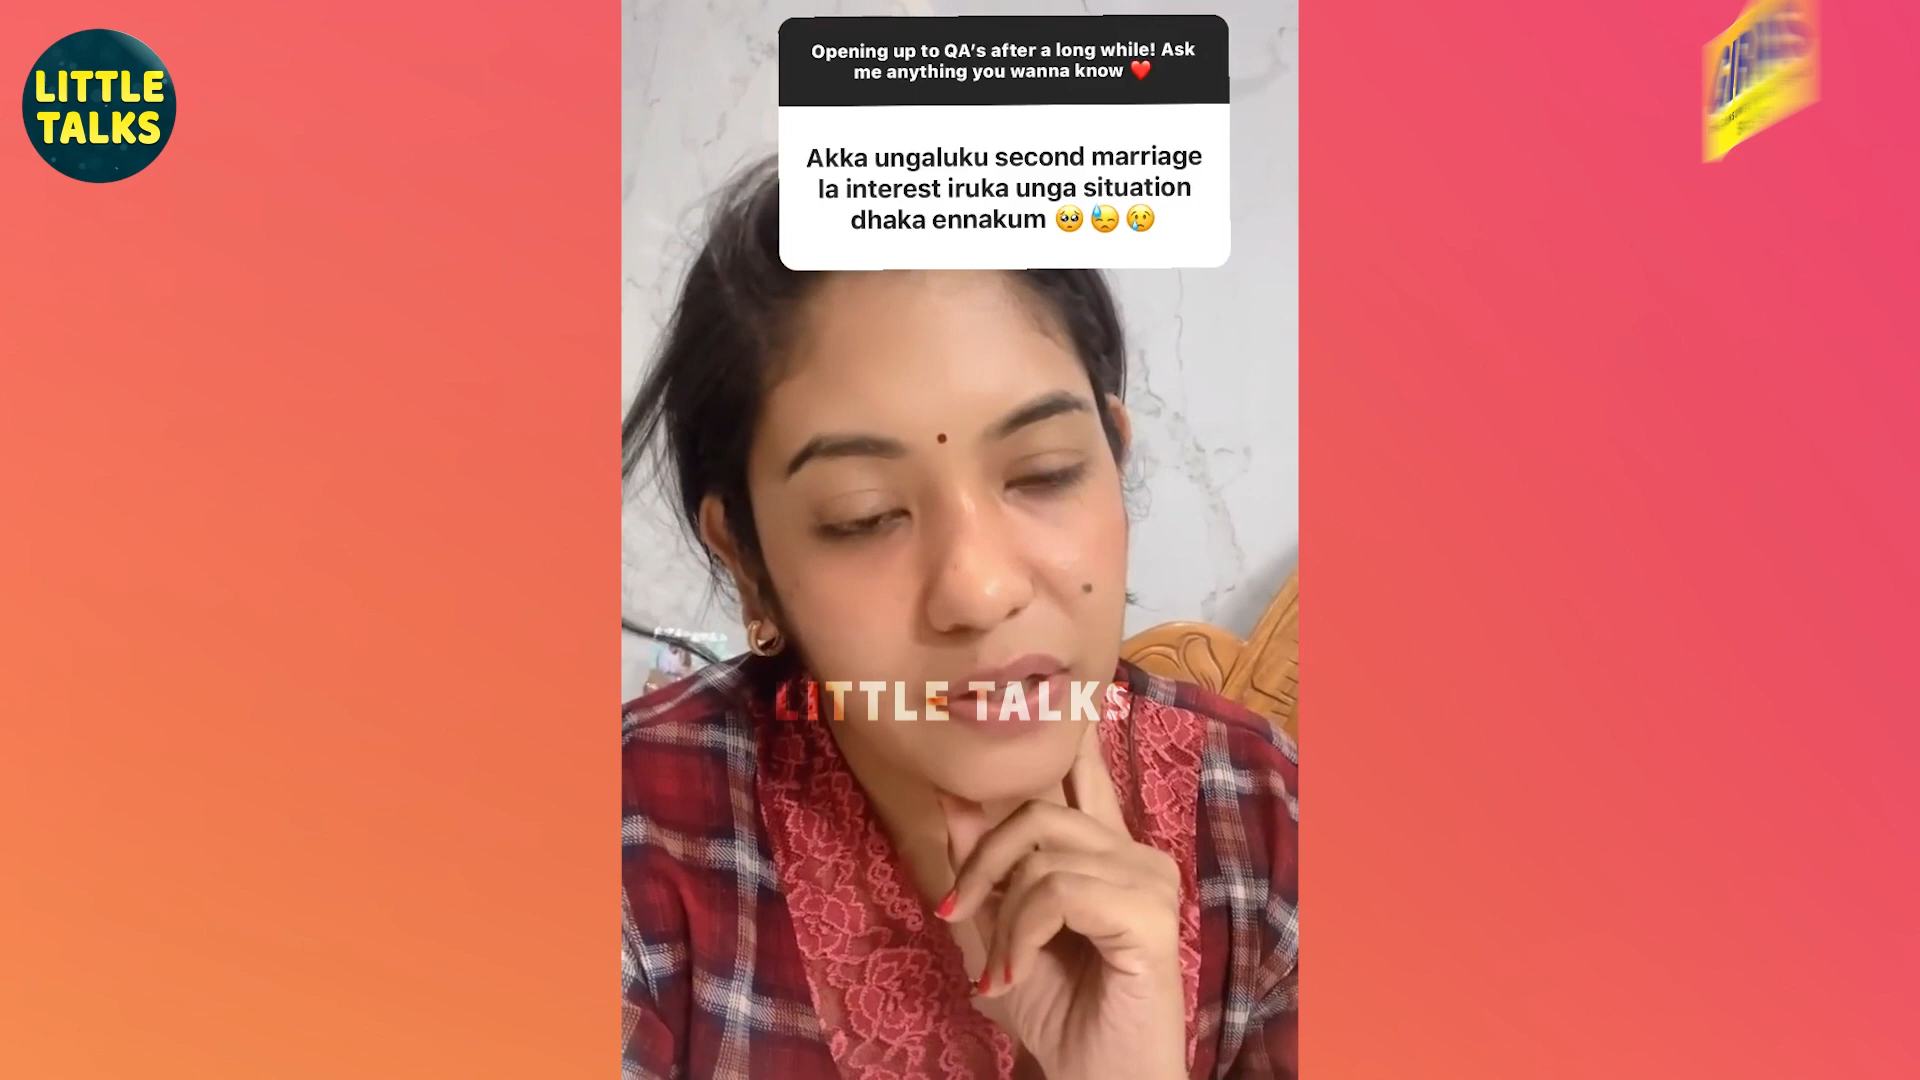 LITTLE
TALKS
Opening up to QA's after a long while! Ask
me anything you wanna know ❤️
Akka ungaluku second marriage
la interest iruka unga situation
dhaka ennakum 🥺 😓 😢
LITTLE TALKS